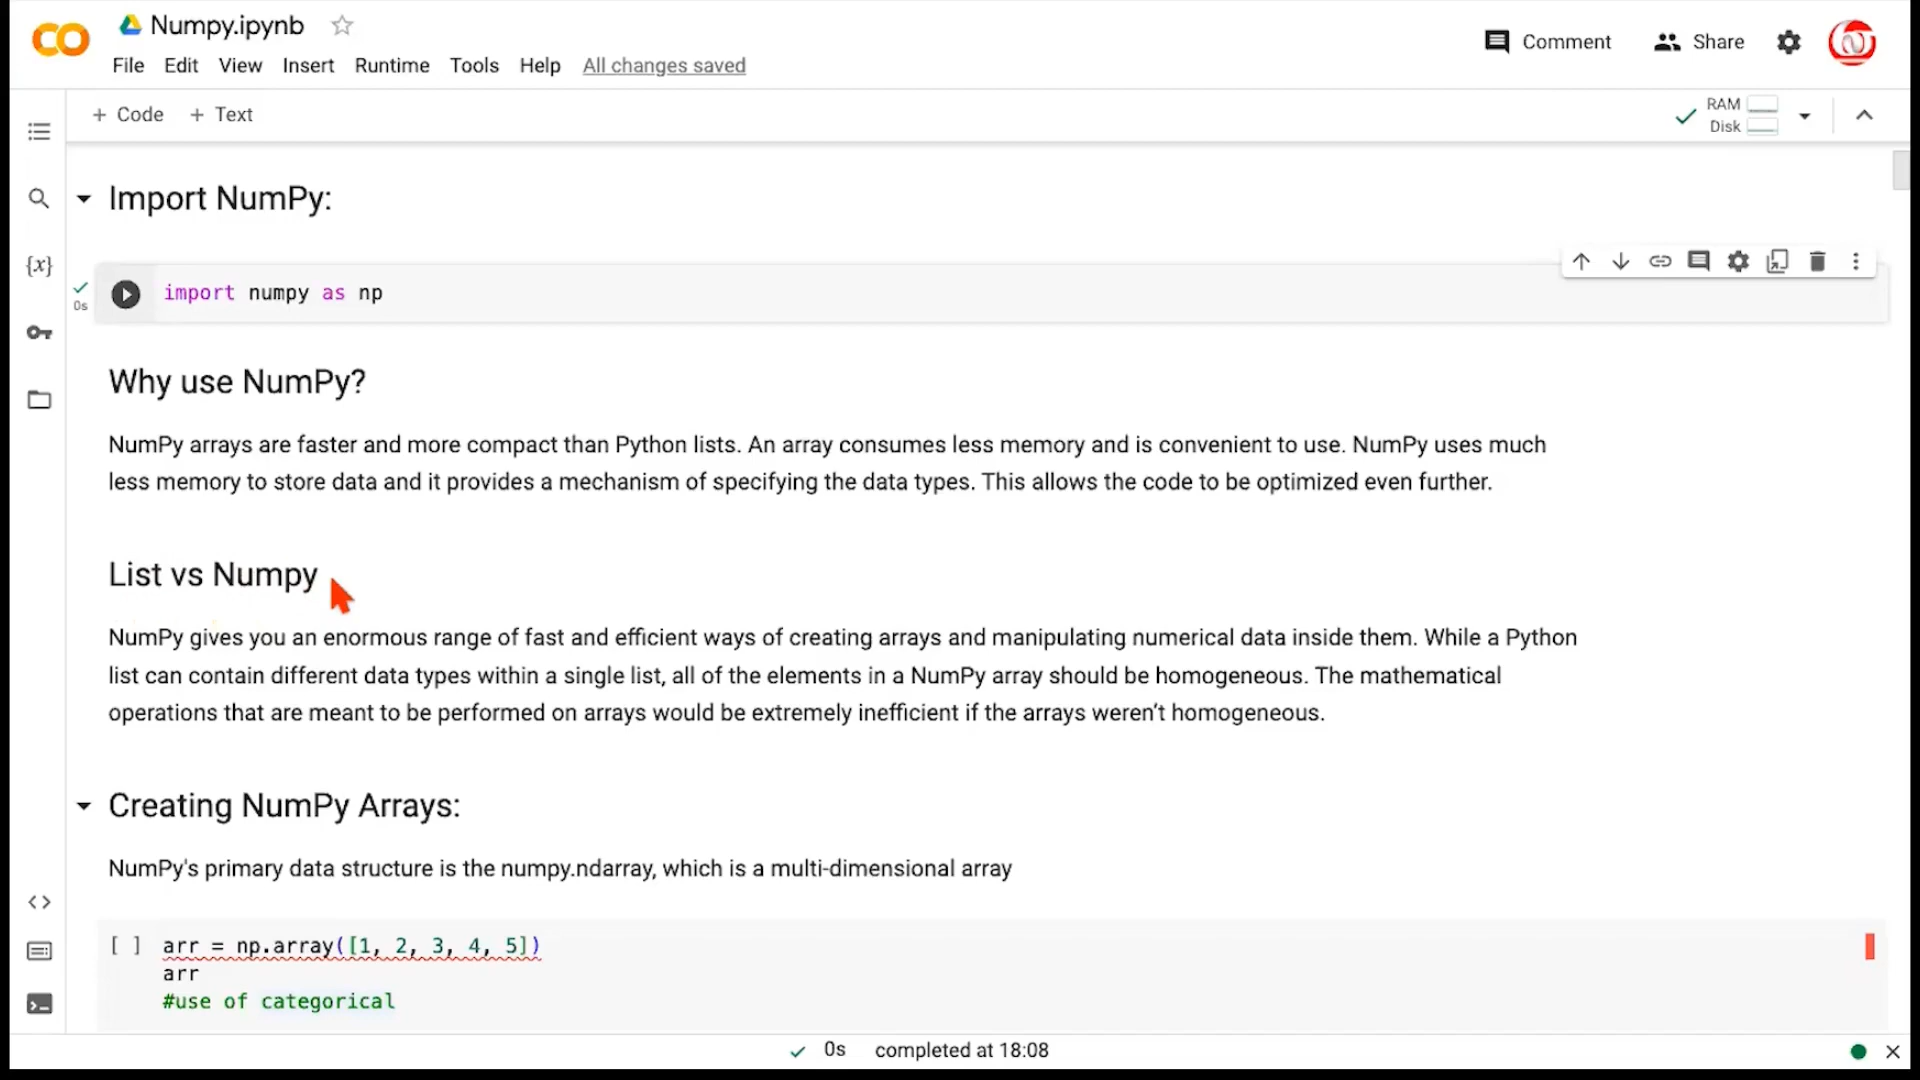 Numpy.ipynb
File Edit View Insert Runtime Tools Help All changes saved
Comment Share
+ Code + Text
RAM
Disk
Import NumPy:
{x}
0s
import numpy as np
Why use NumPy?
NumPy arrays are faster and more compact than Python lists. An array consumes less memory and is convenient to use. NumPy uses much
less memory to store data and it provides a mechanism of specifying the data types. This allows the code to be optimized even further.
List vs Numpy
NumPy gives you an enormous range of fast and efficient ways of creating arrays and manipulating numerical data inside them. While a Python
list can contain different data types within a single list, all of the elements in a NumPy array should be homogeneous. The mathematical
operations that are meant to be performed on arrays would be extremely inefficient if the arrays weren’t homogeneous.
Creating NumPy Arrays:
NumPy's primary data structure is the numpy.ndarray, which is a multi-dimensional array
[ ] arr = np.array([1, 2, 3, 4, 5])
arr
#use of categorical
0s completed at 18:08